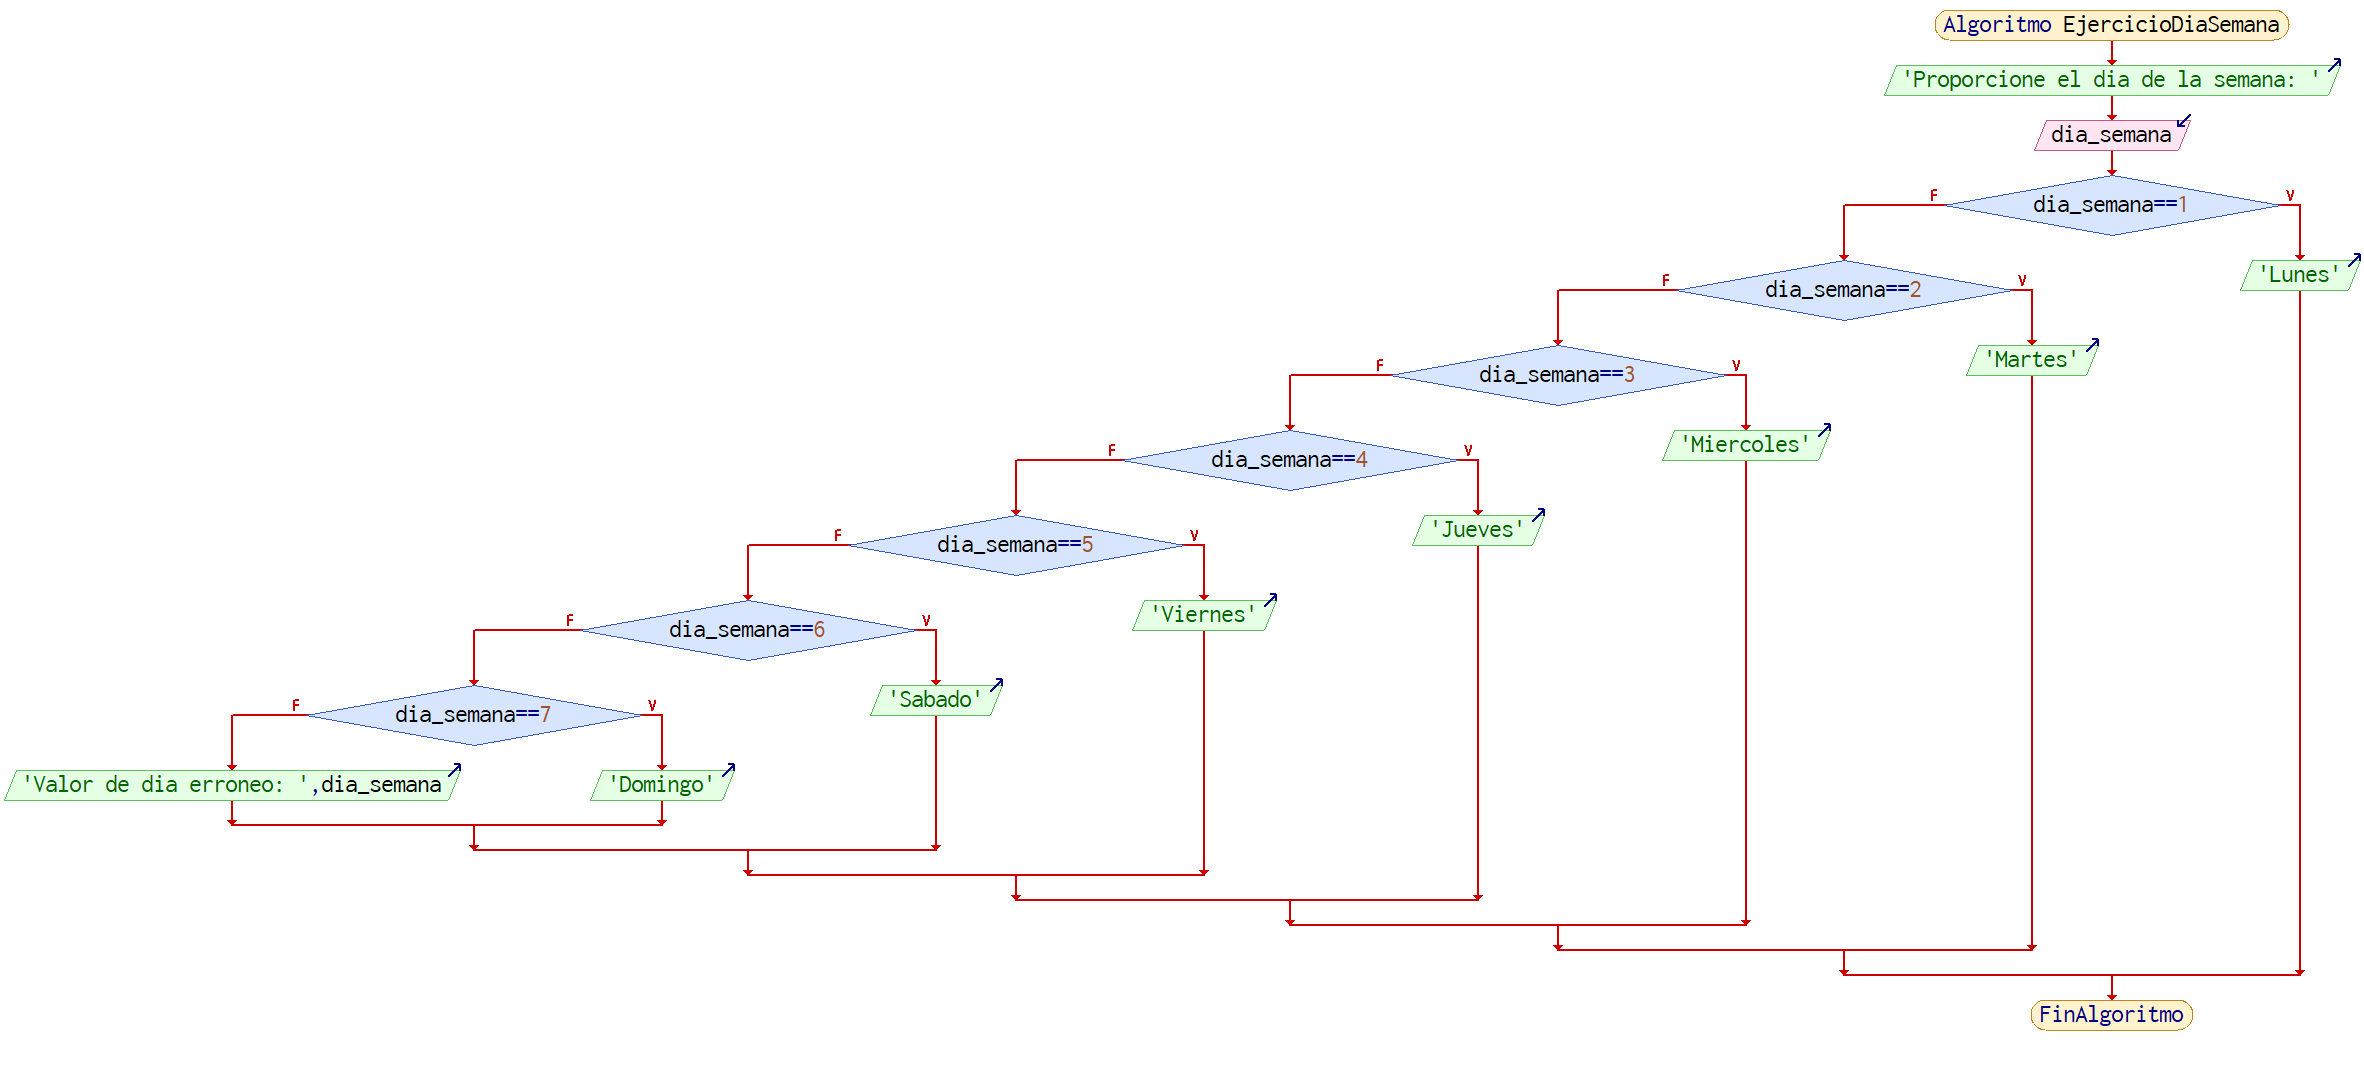 Algoritmo EjercicioDiaSemana
'Proporcione el dia de la semana: '
dia_semana
F
V
dia_semana==1
'Lunes'
F
V
dia_semana==2
'Martes'
F
V
dia_semana==3
'Miercoles'
F
V
dia_semana==4
'Jueves'
F
V
dia_semana==5
'Viernes'
F
V
dia_semana==6
'Sabado'
F
V
dia_semana==7
'Valor de dia erroneo: ',dia_semana
'Domingo'
FinAlgoritmo